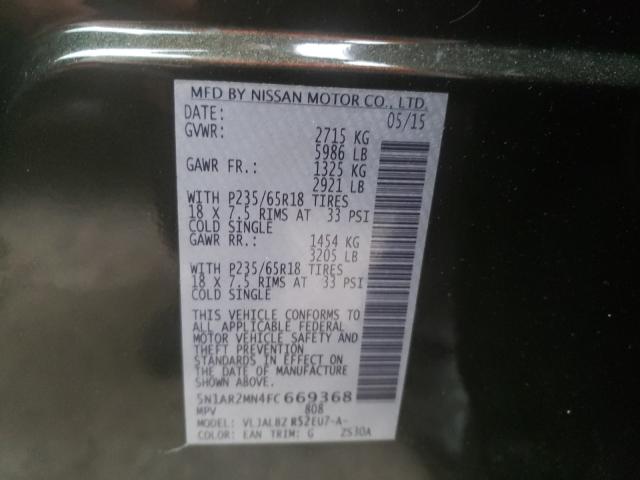 MFD BY NISSAN MOTOR CO., LTD.
DATE: 05/15
GVWR: 2715 KG
5986 LB
GAWR FR.: 1325 KG
2921 LB
WITH P235/65R18 TIRES
18 X 7.5 RIMS AT 33 PSI
COLD SINGLE
GAWR RR.: 1454 KG
3205 LB
WITH P235/65R18 TIRES
18 X 7.5 RIMS AT 33 PSI
COLD SINGLE
THIS VEHICLE CONFORMS TO
ALL APPLICABLE FEDERAL
MOTOR VEHICLE SAFETY AND
THEFT PREVENTION
STANDARDS IN EFFECT ON
THE DATE OF MANUFACTURE
SHOWN ABOVE.
5N1AR2MN4FC669368
MPV 808
MODEL: VLJALBZ R52EU7-A-
COLOR: EAN TRIM: G ZS30A